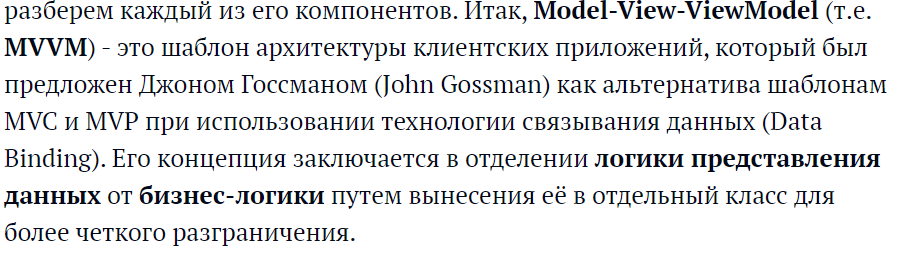 разберем каждый из его компонентов. Итак, Model-View-ViewModel (т.е.
MVVM) - это шаблон архитектуры клиентских приложений, который был
предложен Джоном Госсманом (John Gossman) как альтернатива шаблонам
MVC и MVP при использовании технологии связывания данных (Data
Binding). Его концепция заключается в отделении логики представления
данных от бизнес-логики путем вынесения её в отдельный класс для
более четкого разграничения.